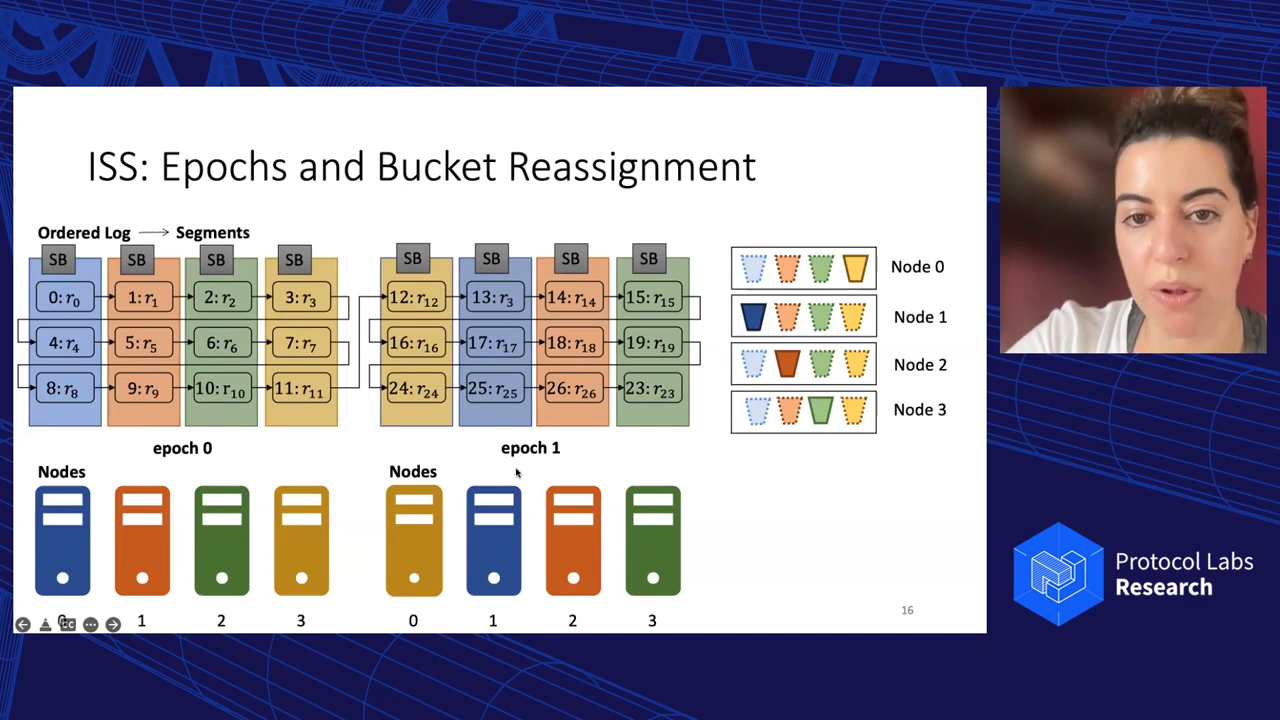 ISS: Epochs and Bucket Reassignment
Ordered Log → Segments
SB SB SB SB SB SB SB SB
0: r0 1: r1 2: r2 3: r3 12: r12 13: r3 14: r14 15: r15
4: r4 5: r5 6: r6 7: r7 16: r16 17: r17 18: r18 19: r19
8: r8 9: r9 10: r10 11: r11 24: r24 25: r25 26: r26 23: r23
epoch 0 epoch 1
Nodes Nodes
0 1 2 3 0 1 2 3
Node 0
Node 1
Node 2
Node 3
16
CC
Protocol Labs
Research